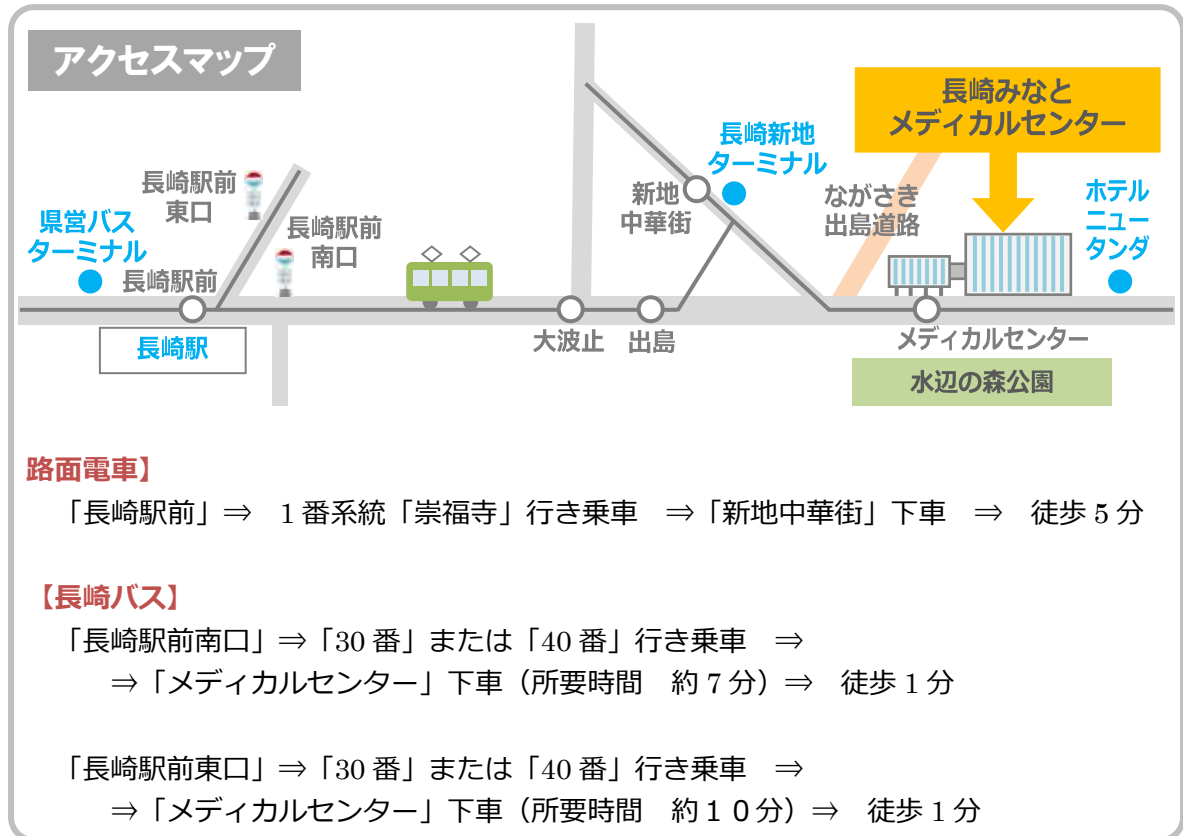 アクセスマップ
長崎みなと
メディカルセンター
長崎新地
ターミナル
長崎駅前
東口
新地
中華街
ながさき
出島道路
ホテル
ニュー
タンダ
県営バス
ターミナル
長崎駅前
南口
長崎駅前
長崎駅
大波止
出島
メディカルセンター
水辺の森公園
路面電車】
「長崎駅前」⇒ 1番系統「崇福寺」行き乗車 ⇒「新地中華街」下車 ⇒ 徒歩5分
【長崎バス】
「長崎駅前南口」⇒「30番」または「40番」行き乗車 ⇒
⇒「メディカルセンター」下車（所要時間 約7分）⇒ 徒歩1分
「長崎駅前東口」⇒「30番」または「40番」行き乗車 ⇒
⇒「メディカルセンター」下車（所要時間 約１０分）⇒ 徒歩1分